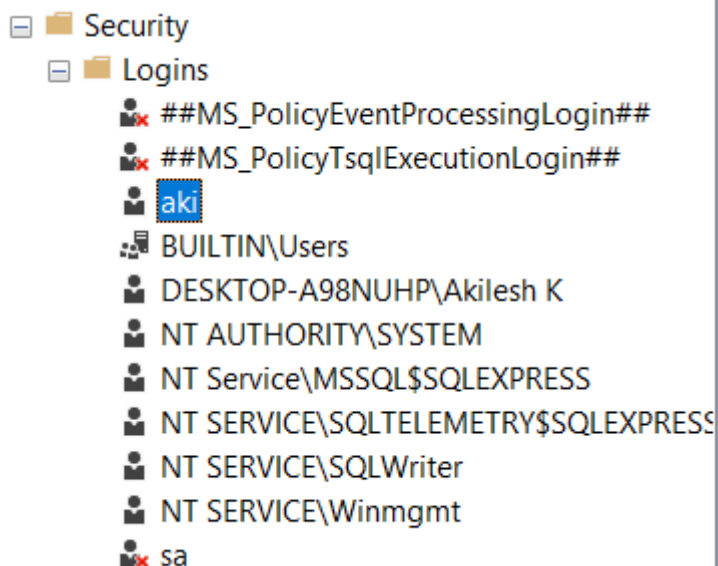 Security
Logins
##MS_PolicyEventProcessingLogin##
##MS_PolicyTsqlExecutionLogin##
aki
BUILTIN\Users
DESKTOP-A98NUHP\Akilesh K
NT AUTHORITY\SYSTEM
NT Service\MSSQL$SQLEXPRESS
NT SERVICE\SQLTELEMETRY$SQLEXPRESS
NT SERVICE\SQLWriter
NT SERVICE\Winmgmt
sa